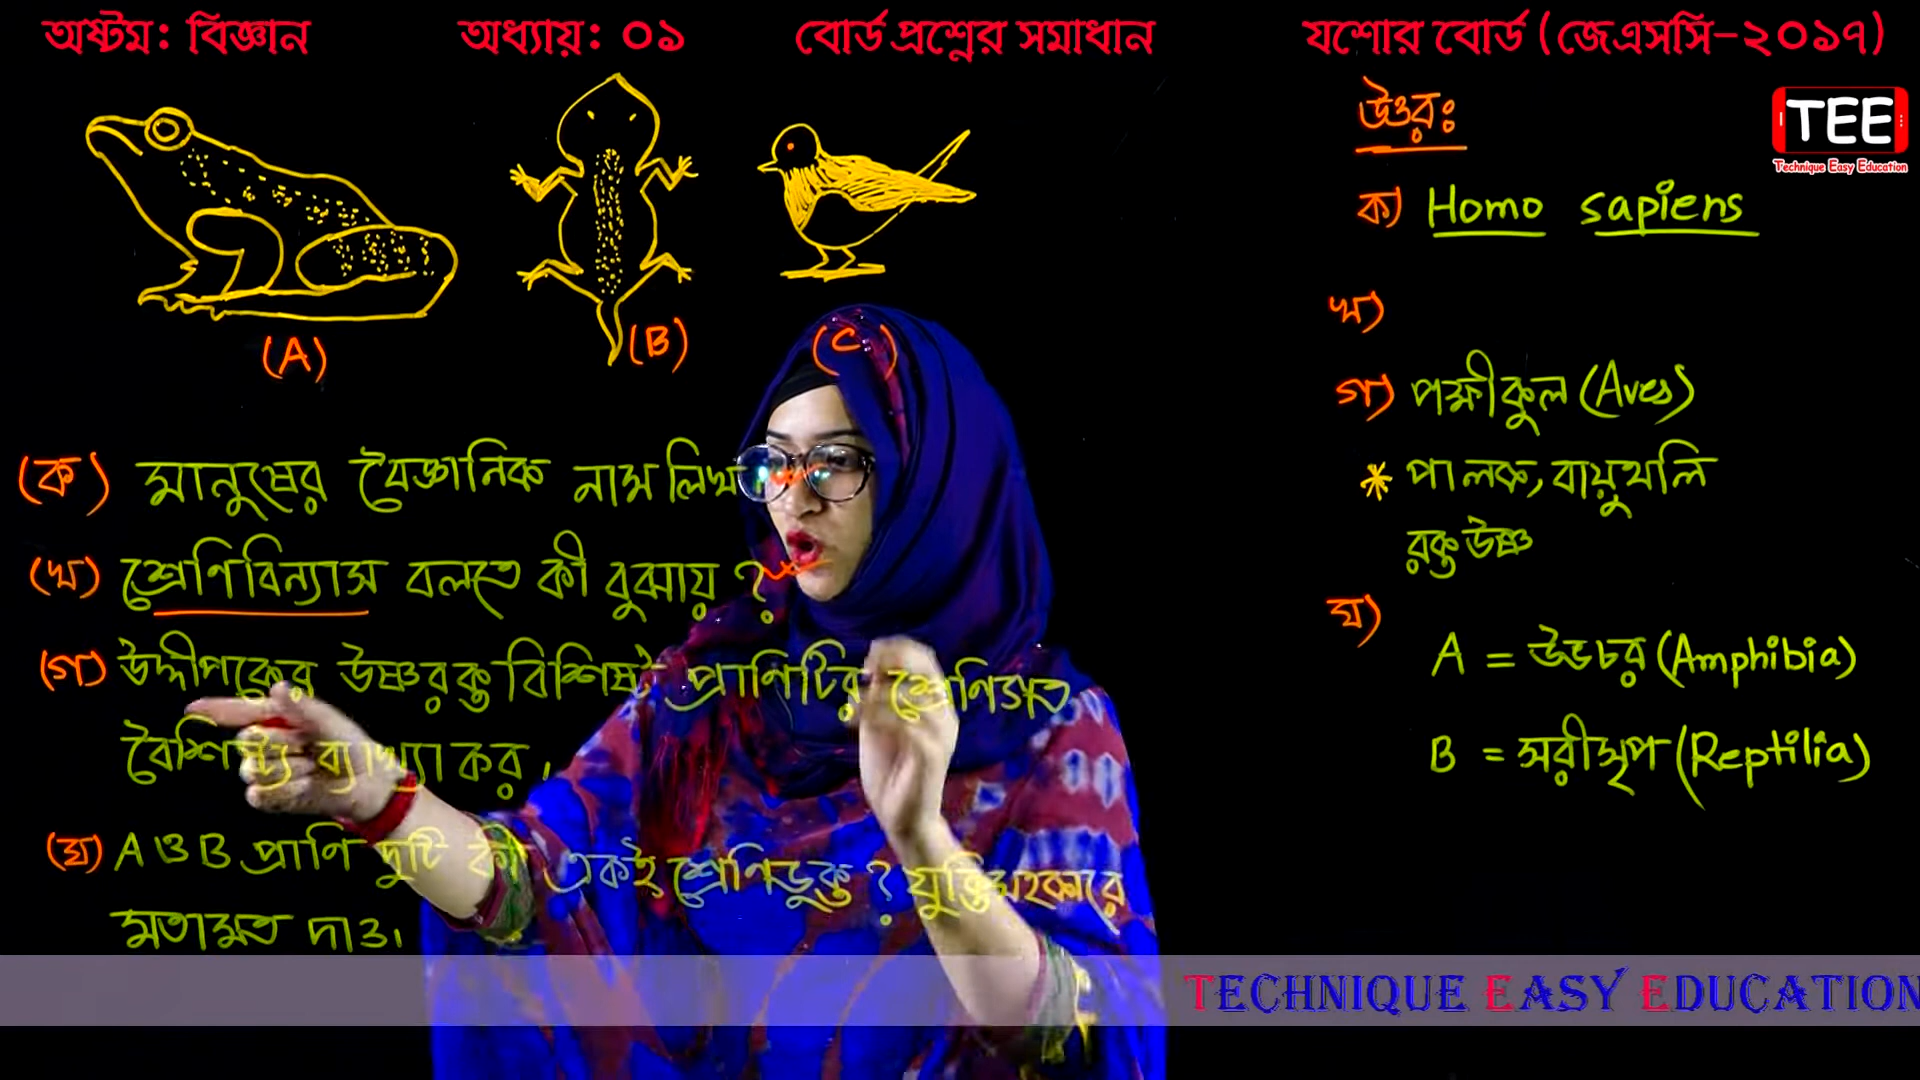 অষ্টম: বিজ্ঞান অধ্যায়: ০১ বোর্ড প্রশ্নের সমাধান যশোর বোর্ড (জেএসসি-২০১৭)
TEE
Technique Easy Education
(A)
(B)
(C)
(ক) মানুষের বৈজ্ঞানিক নাম লিখ
(খ) শ্রেণিবিন্যাস বলতে কী বুঝায় ?
(গ) উদ্দীপকের উষ্ণরক্ত বিশিষ্ট প্রাণিটির শ্রেণিগত
বৈশিষ্ট্য ব্যাখ্যা কর।
(ঘ) A ও B প্রাণি দুটি কী একই শ্রেণিভুক্ত ? যুক্তিসহকারে
মতামত দাও।
উত্তরঃ
ক) Homo sapiens
খ)
গ) পক্ষীকুল (Aves)
* পালক, বায়ুথলি
রক্ত উষ্ণ
ঘ)
A = উভচর (Amphibia)
B = সরীসৃপ (Reptilia)
TECHNIQUE EASY EDUCATION